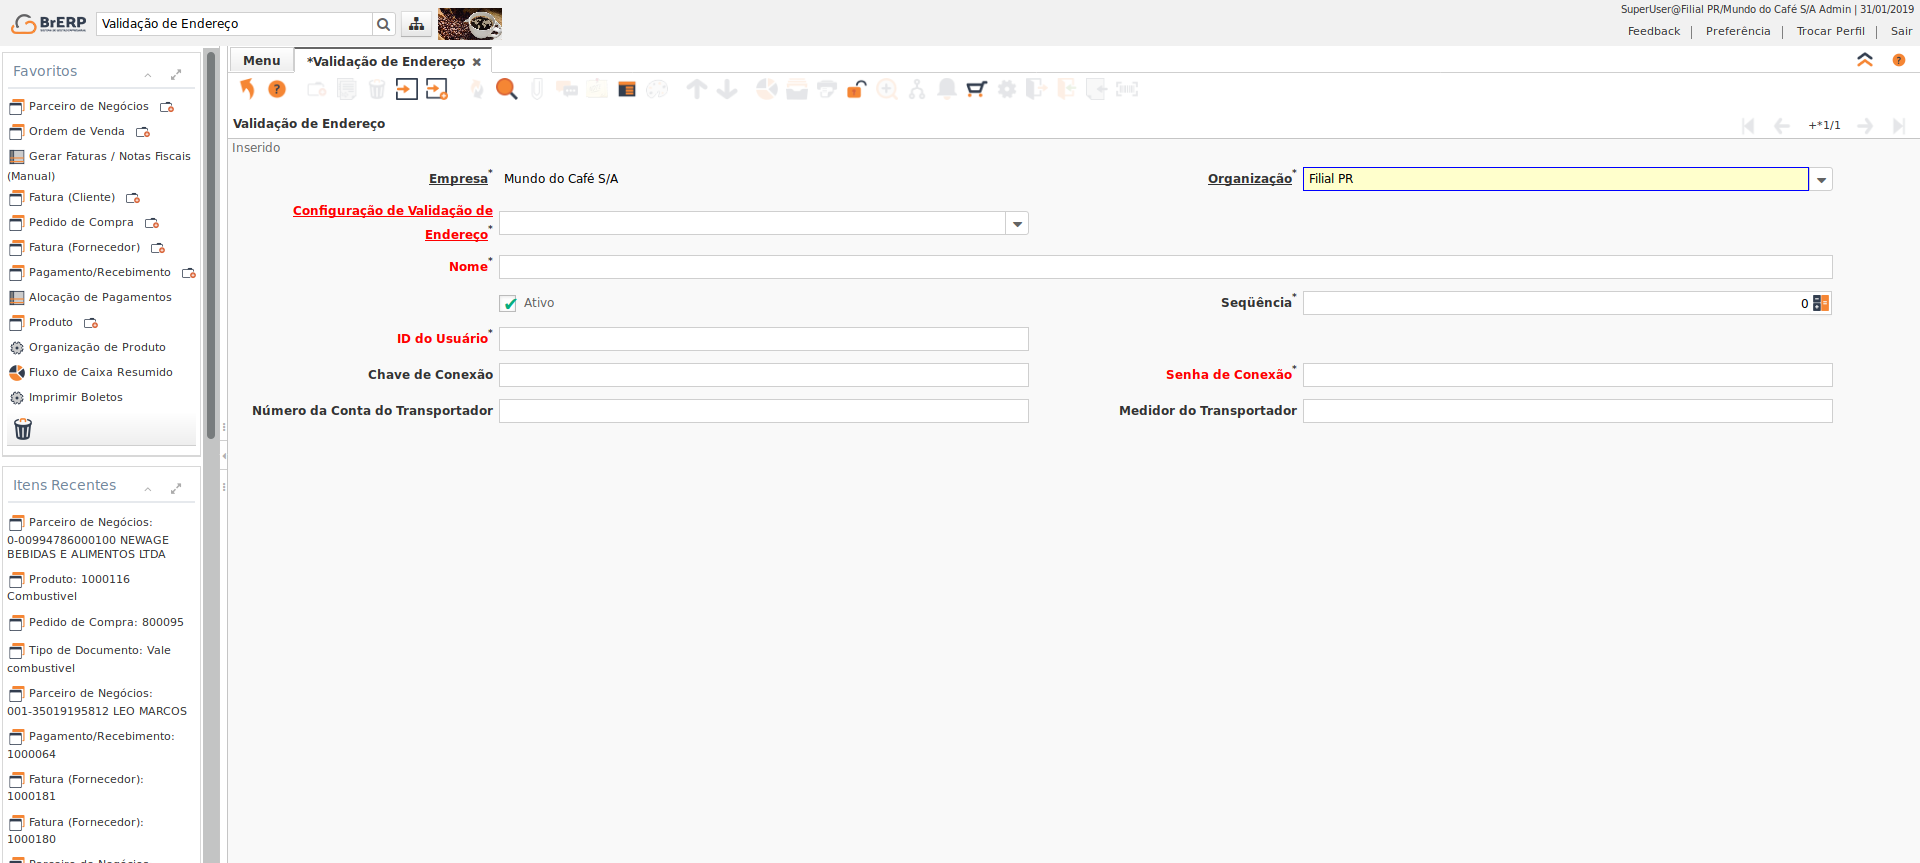 BrERP
Validação de Endereço
SuperUser@Filial PR/Mundo do Café S/A Admin | 31/01/2019
Feedback | Preferência | Trocar Perfil | Sair
Favoritos
Parceiro de Negócios
Ordem de Venda
Gerar Faturas / Notas Fiscais
(Manual)
Fatura (Cliente)
Pedido de Compra
Fatura (Fornecedor)
Pagamento/Recebimento
Alocação de Pagamentos
Produto
Organização de Produto
Fluxo de Caixa Resumido
Imprimir Boletos
Itens Recentes
Parceiro de Negócios:
0-00994786000100 NEWAGE
BEBIDAS E ALIMENTOS LTDA
Produto: 1000116
Combustivel
Pedido de Compra: 800095
Tipo de Documento: Vale
combustivel
Parceiro de Negócios:
001-35019195812 LEO MARCOS
Pagamento/Recebimento:
1000064
Fatura (Fornecedor):
1000181
Fatura (Fornecedor):
1000180
Parceiro de Negócios
Menu
*Validação de Endereço
Validação de Endereço
+*1/1
Inserido
Empresa* Mundo do Café S/A
Organização* Filial PR
Configuração de Validação de
Endereço*
Nome*
Ativo
Seqüência* 0
ID do Usuário*
Chave de Conexão
Senha de Conexão*
Número da Conta do Transportador
Medidor do Transportador